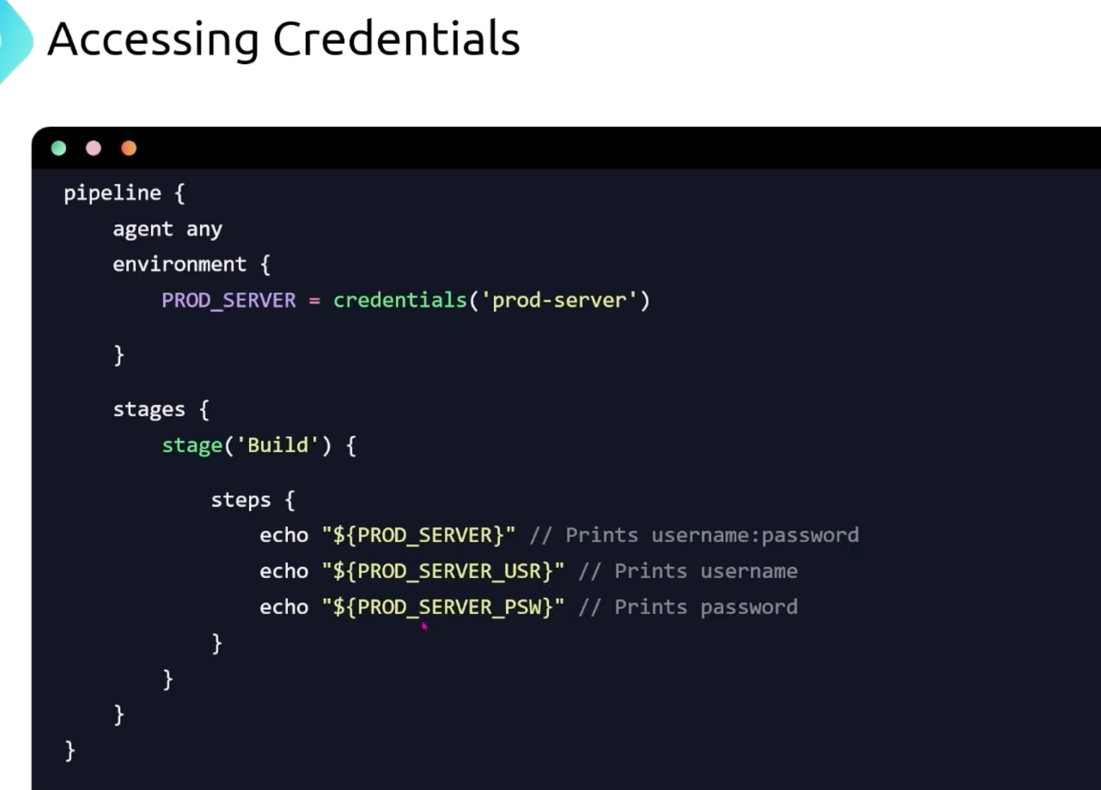 Accessing Credentials
pipeline {
    agent any
    environment {
        PROD_SERVER = credentials('prod-server')
    }
    stages {
        stage('Build') {
            steps {
                echo "${PROD_SERVER}" // Prints username:password
                echo "${PROD_SERVER_USR}" // Prints username
                echo "${PROD_SERVER_PSW}" // Prints password
            }
        }
    }
}